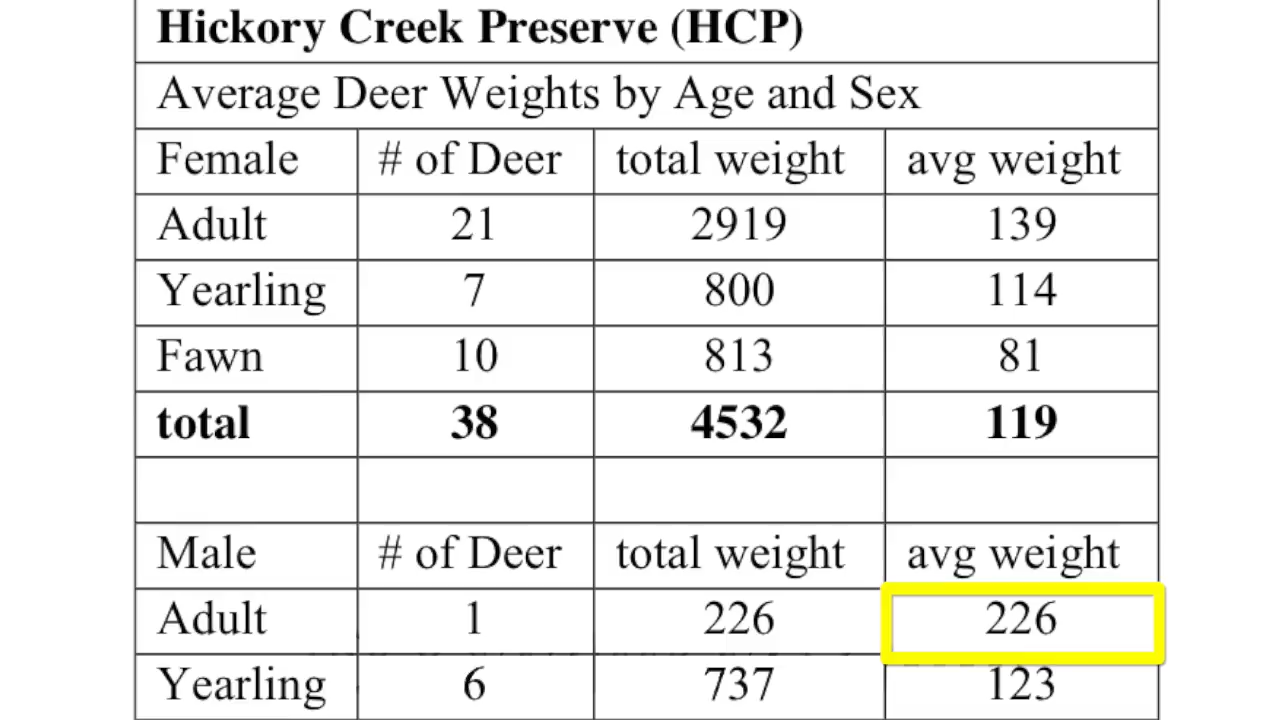 Hickory Creek Preserve (HCP)
Average Deer Weights by Age and Sex
Female # of Deer total weight avg weight
Adult 21 2919 139
Yearling 7 800 114
Fawn 10 813 81
total 38 4532 119
Male # of Deer total weight avg weight
Adult 1 226 226
Yearling 6 737 123